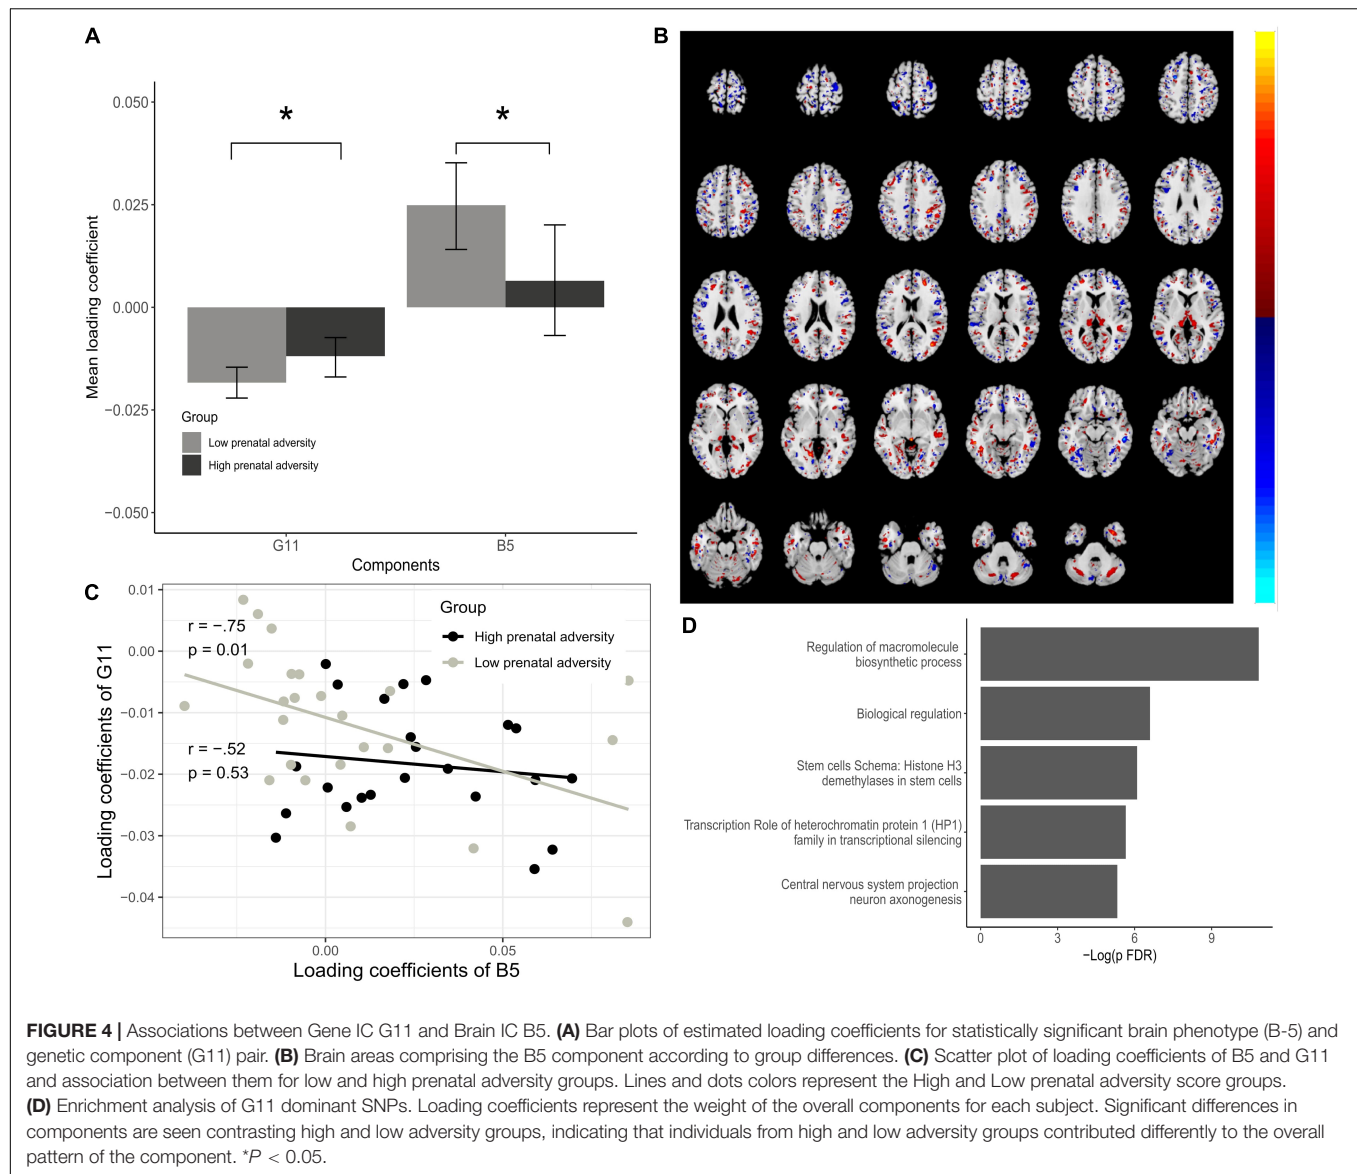 A
0.050
0.025
0.000
−0.025
−0.050
Mean loading coefficient
*
*
Group
Low prenatal adversity
High prenatal adversity
G11
B5
Components
B
C
0.01
0.00
−0.01
−0.02
−0.03
−0.04
Loading coefficients of G11
r = −.75
p = 0.01
r = −.52
p = 0.53
Group
High prenatal adversity
Low prenatal adversity
0.00
0.05
Loading coefficients of B5
D
Regulation of macromolecule
biosynthetic process
Biological regulation
Stem cells Schema: Histone H3
demethylases in stem cells
Transcription Role of heterochromatin protein 1 (HP1)
family in transcriptional silencing
Central nervous system projection
neuron axonogenesis
0
3
6
9
−Log(p FDR)
FIGURE 4 | Associations between Gene IC G11 and Brain IC B5. (A) Bar plots of estimated loading coefficients for statistically significant brain phenotype (B-5) and
genetic component (G11) pair. (B) Brain areas comprising the B5 component according to group differences. (C) Scatter plot of loading coefficients of B5 and G11
and association between them for low and high prenatal adversity groups. Lines and dots colors represent the High and Low prenatal adversity score groups.
(D) Enrichment analysis of G11 dominant SNPs. Loading coefficients represent the weight of the overall components for each subject. Significant differences in
components are seen contrasting high and low adversity groups, indicating that individuals from high and low adversity groups contributed differently to the overall
pattern of the component. *P < 0.05.